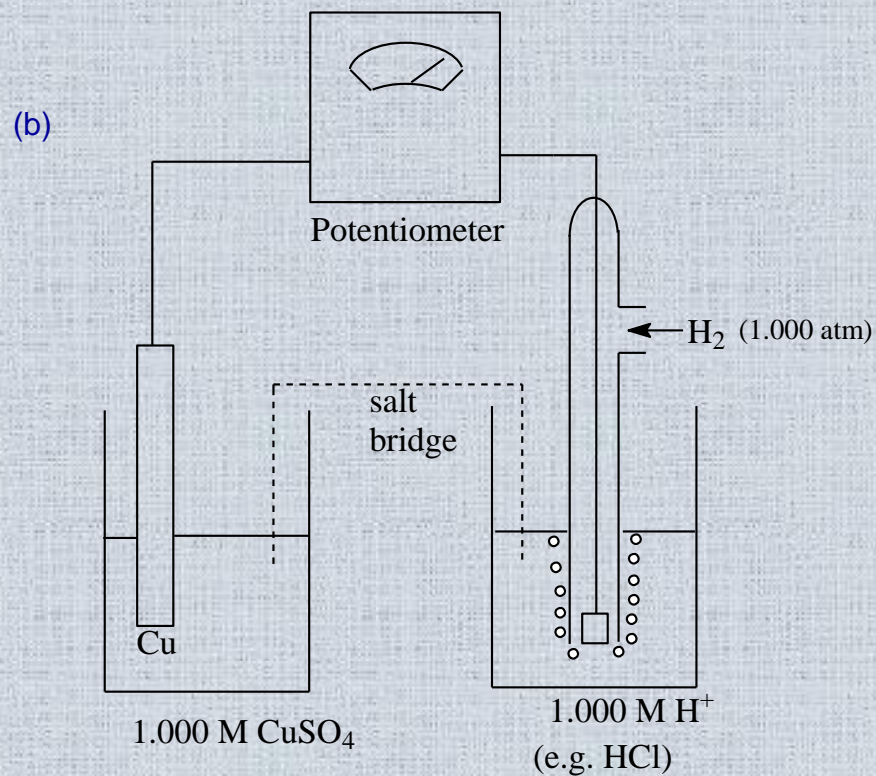 (b)
Potentiometer
H₂ (1.000 atm)
salt
bridge
Cu
1.000 M CuSO₄
1.000 M H⁺
(e.g. HCl)